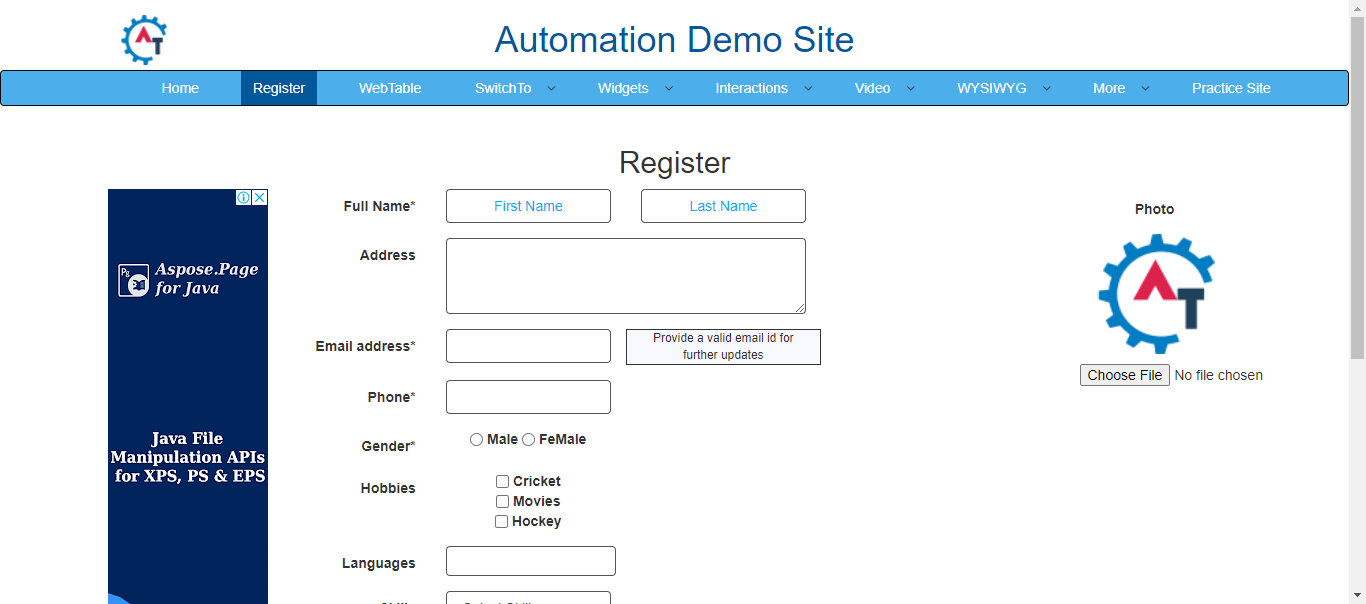 AT
Automation Demo Site
Home Register WebTable SwitchTo Widgets Interactions Video WYSIWYG More Practice Site
Register
Full Name* First Name Last Name
Address
Email address* Provide a valid email id for
further updates
Phone*
Gender* Male FeMale
Hobbies Cricket
Movies
Hockey
Languages
Photo
AT
Choose File No file chosen
Pg
Aspose.Page
for Java
Java File
Manipulation APIs
for XPS, PS & EPS